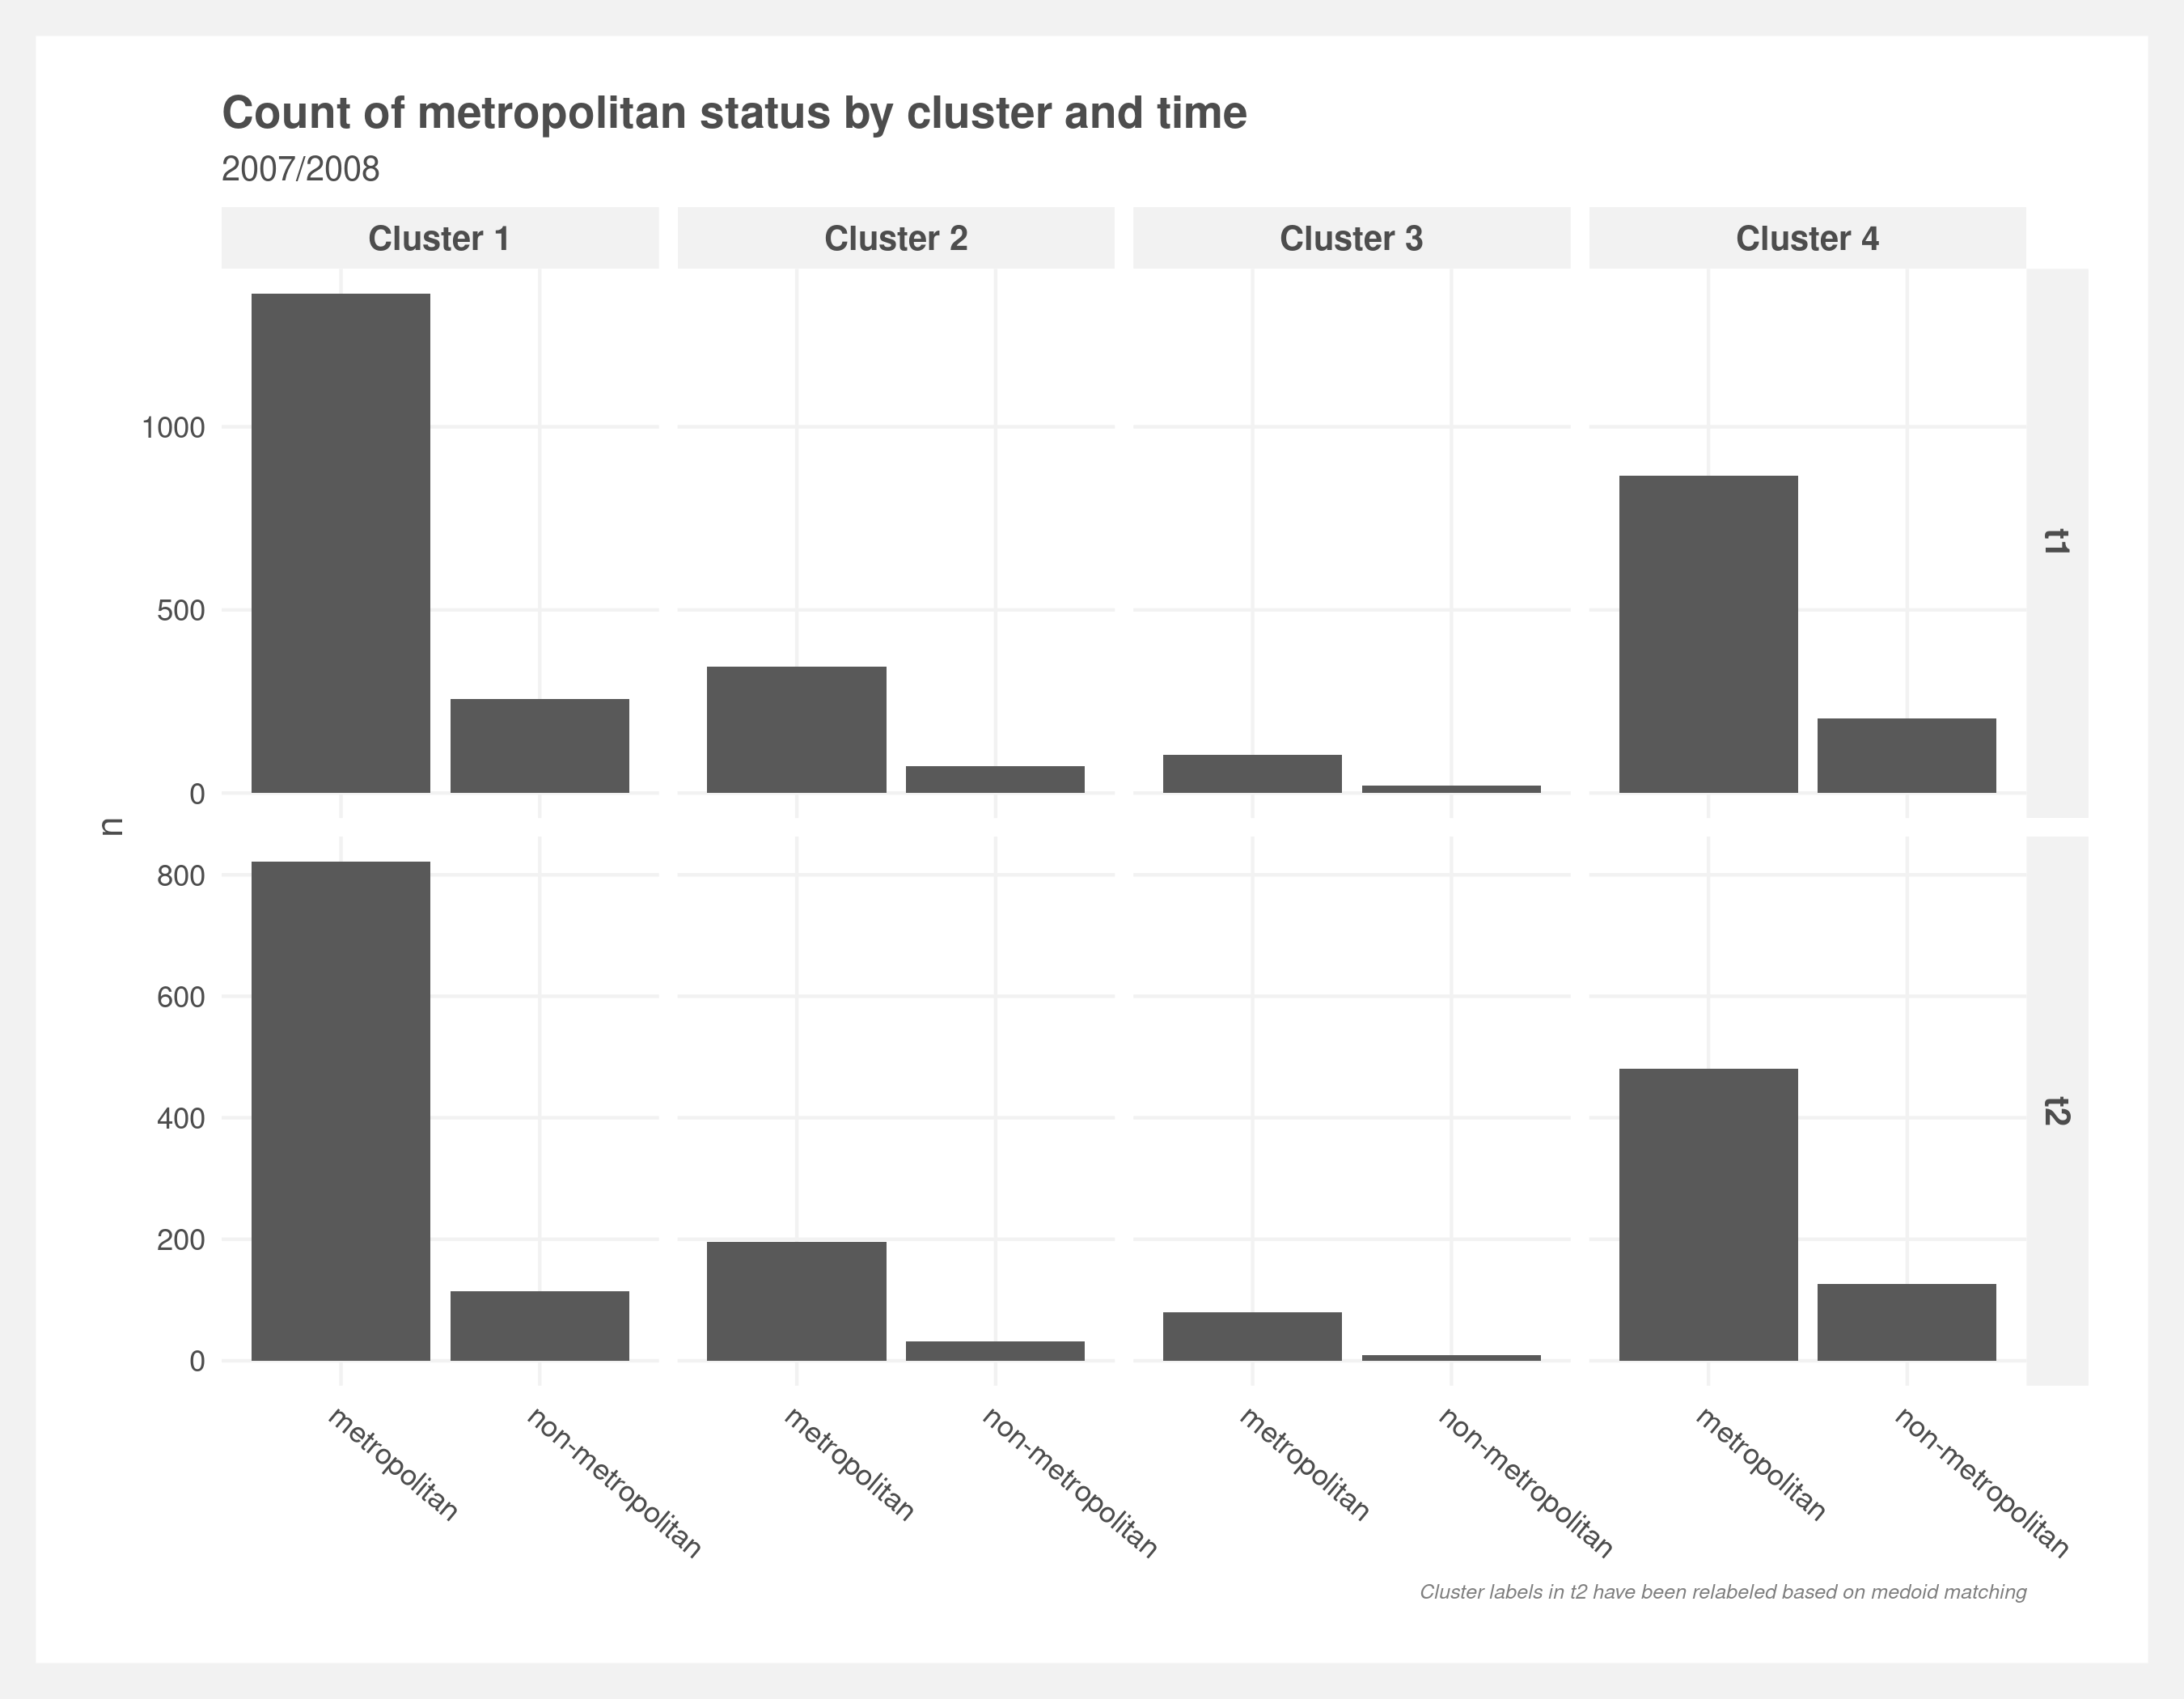 Count of metropolitan status by cluster and time
2007/2008
Cluster 1
Cluster 2
Cluster 3
Cluster 4
1000
500
0
t1
n
800
600
400
200
0
t2
metropolitan
non-metropolitan
metropolitan
non-metropolitan
metropolitan
non-metropolitan
metropolitan
non-metropolitan
Cluster labels in t2 have been relabeled based on medoid matching